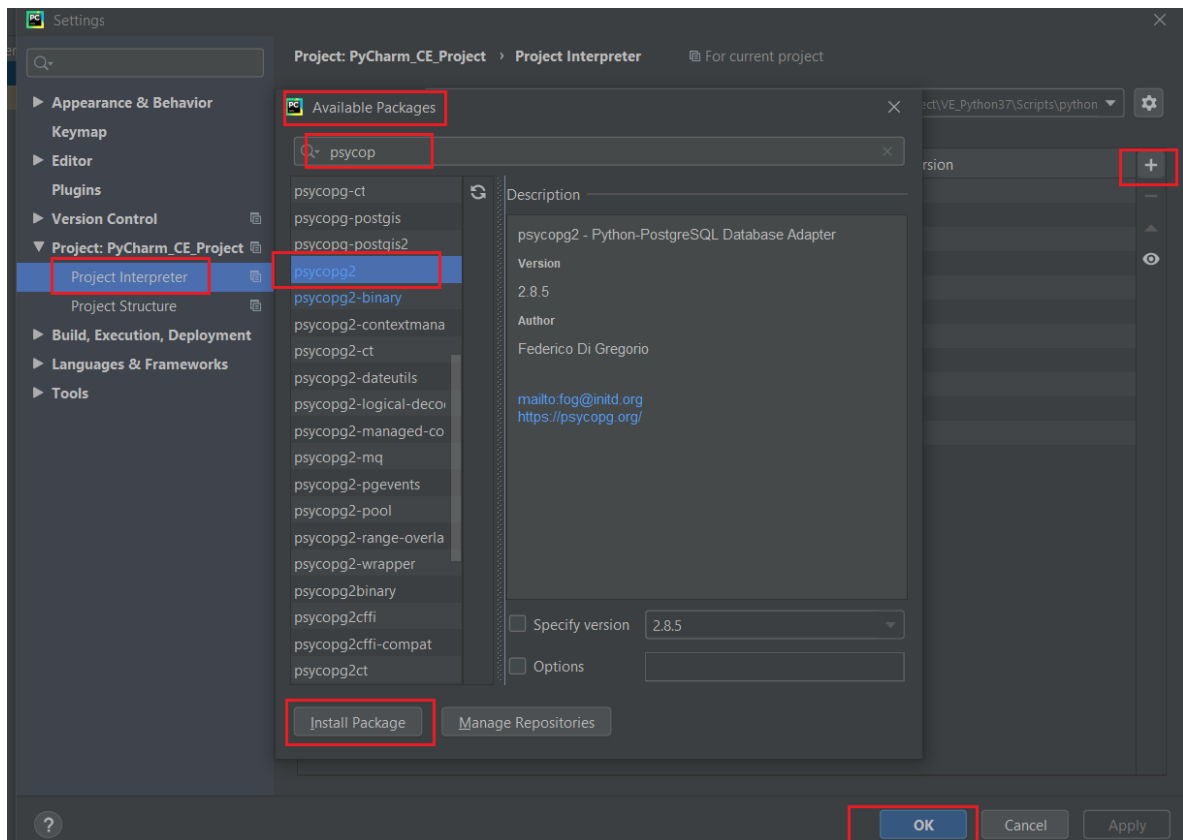 PC Settings
Project: PyCharm_CE_Project › Project Interpreter For current project
Appearance & Behavior
Keymap
Editor
Plugins
Version Control
Project: PyCharm_CE_Project
Project Interpreter
Project Structure
Build, Execution, Deployment
Languages & Frameworks
Tools
ect\VE_Python37\Scripts\python
rsion
PC Available Packages
psycop
psycopg-ct
psycopg-postgis
psycopg-postgis2
psycopg2
psycopg2-binary
psycopg2-contextmana
psycopg2-ct
psycopg2-dateutils
psycopg2-logical-deco
psycopg2-managed-co
psycopg2-mq
psycopg2-pgevents
psycopg2-pool
psycopg2-range-overla
psycopg2-wrapper
psycopg2binary
psycopg2cffi
psycopg2cffi-compat
psycopg2ct
Description
psycopg2 - Python-PostgreSQL Database Adapter
Version
2.8.5
Author
Federico Di Gregorio
mailto:fog@initd.org
https://psycopg.org/
Specify version 2.8.5
Options
Install Package Manage Repositories
? OK Cancel Apply